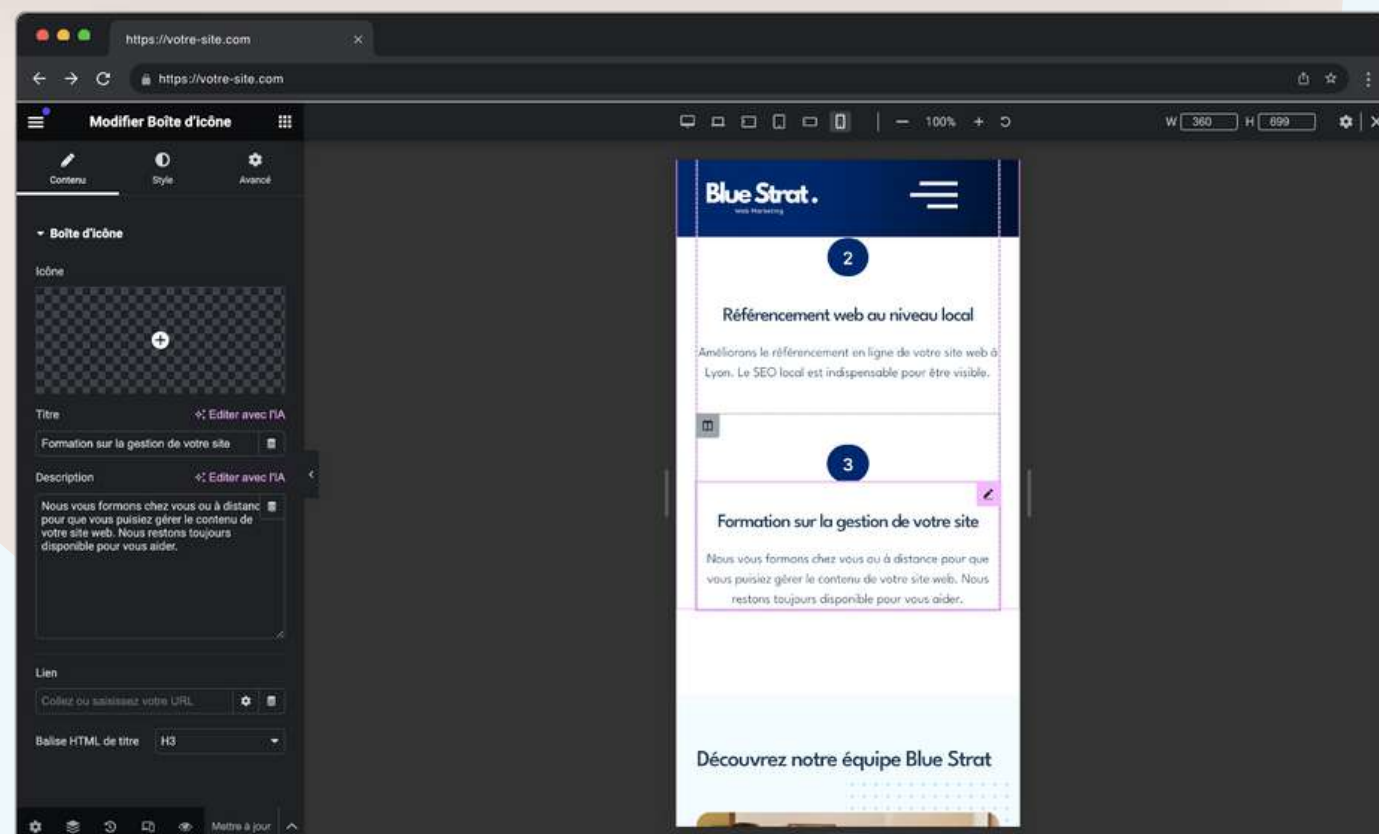 https://votre-site.com
https://votre-site.com
Modifier Boîte d'icône
100%
W 360 H 699
Contenu
Style
Avancé
Boîte d'icône
Icône
Titre
Editer avec l'IA
Formation sur la gestion de votre site
Description
Editer avec l'IA
Nous vous formons chez vous ou à distanc
pour que vous puisiez gérer le contenu de
votre site web. Nous restons toujours
disponible pour vous aider.
Lien
Collez ou saisissez votre URL
Balise HTML de titre
H3
Mettre à jour
Blue Strat.
Web Marketing
2
Référencement web au niveau local
Améliorons le référencement en ligne de votre site web à
Lyon. Le SEO local est indispensable pour être visible.
3
Formation sur la gestion de votre site
Nous vous formons chez vous ou à distance pour que
vous puisiez gérer le contenu de votre site web. Nous
restons toujours disponible pour vous aider.
Découvrez notre équipe Blue Strat